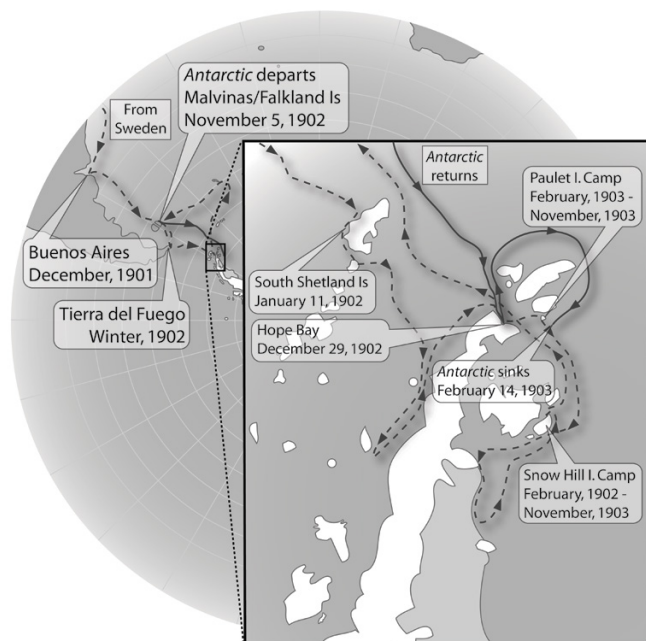 Antarctic departs
Malvinas/Falkland Is
November 5, 1902
From
Sweden
Buenos Aires
December, 1901
Tierra del Fuego
Winter, 1902
Antarctic
returns
Paulet I. Camp
February, 1903 -
November, 1903
South Shetland Is
January 11, 1902
Hope Bay
December 29, 1902
Antarctic sinks
February 14, 1903
Snow Hill I. Camp
February, 1902 -
November, 1903